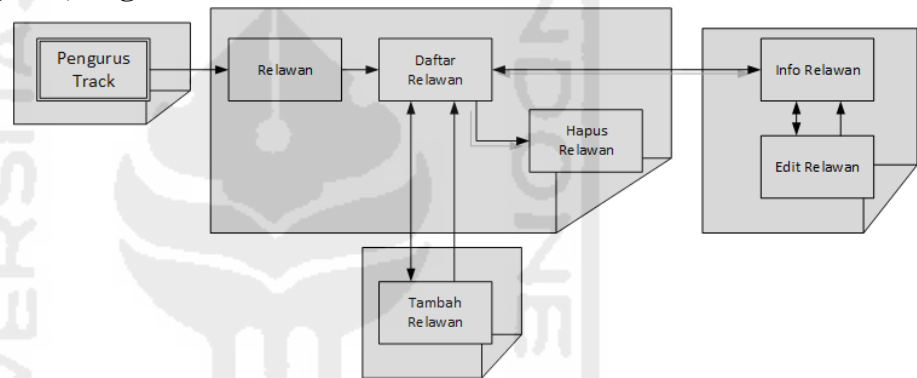 Pengurus
Track
Relawan
Daftar
Relawan
Info Relawan
Hapus
Relawan
Edit Relawan
Tambah
Relawan